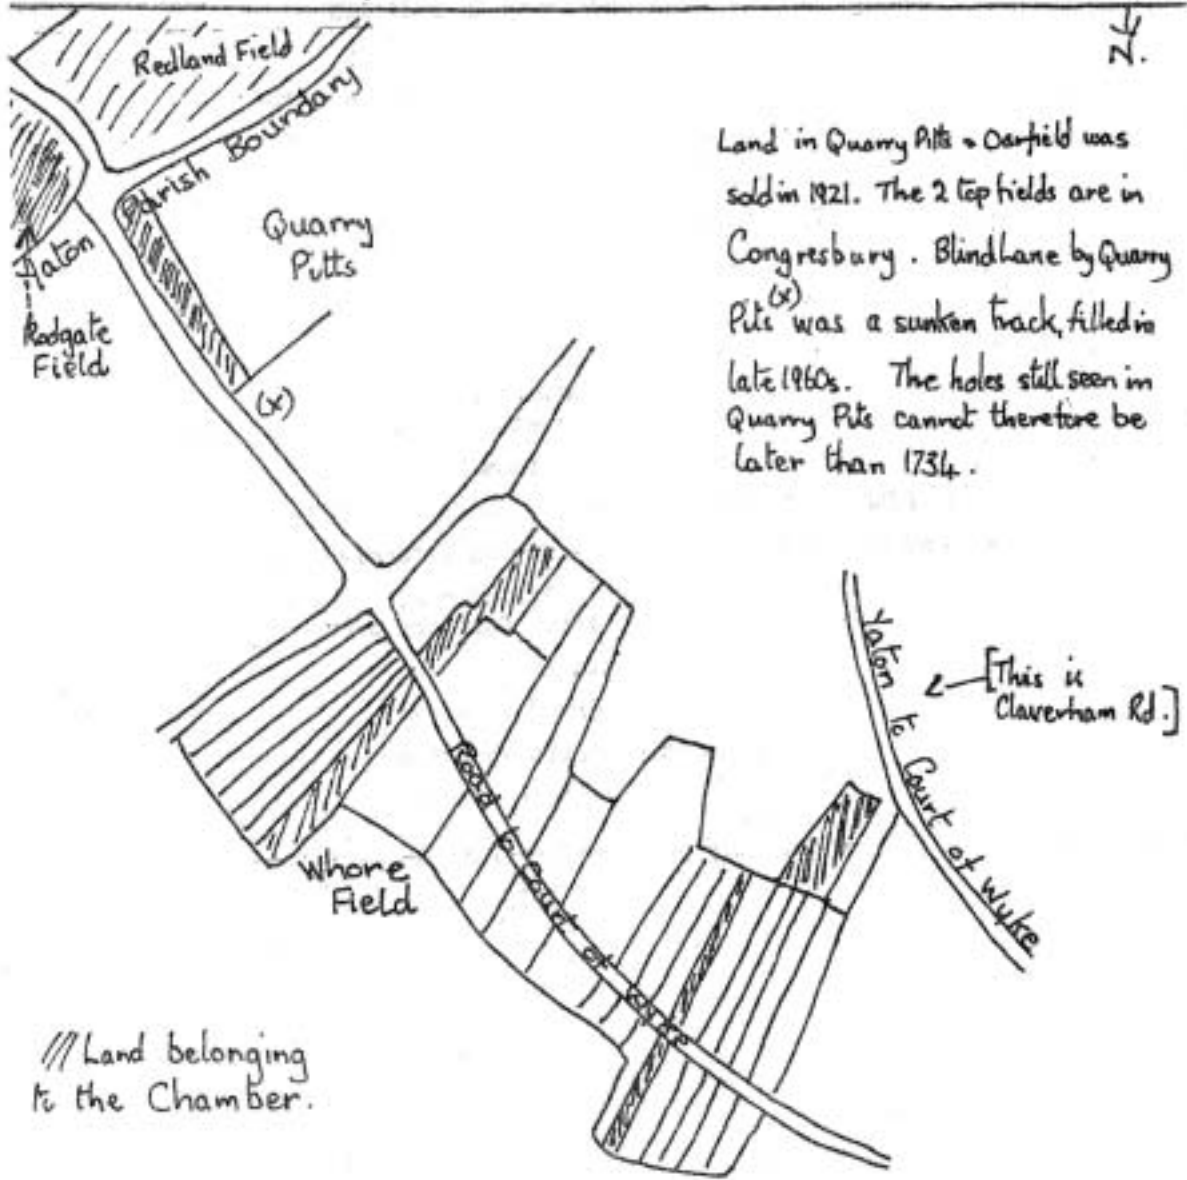 N.
Redland Field
Parish Boundary
Yaton
Rodgate
Field
Quarry
Pitts
(x)
Land in Quarry Pitts & Oarfield was
sold in 1921. The 2 top fields are in
Congresbury. Blind Lane by Quarry
Pits (x) was a sunken track, filled in
late 1960s. The holes still seen in
Quarry Pits cannot therefore be
later than 1734.
Yaton to Court of Wyke
[This is
Claverham Rd.]
Road to Court of Wyke
Whore
Field
/// Land belonging
to the Chamber.